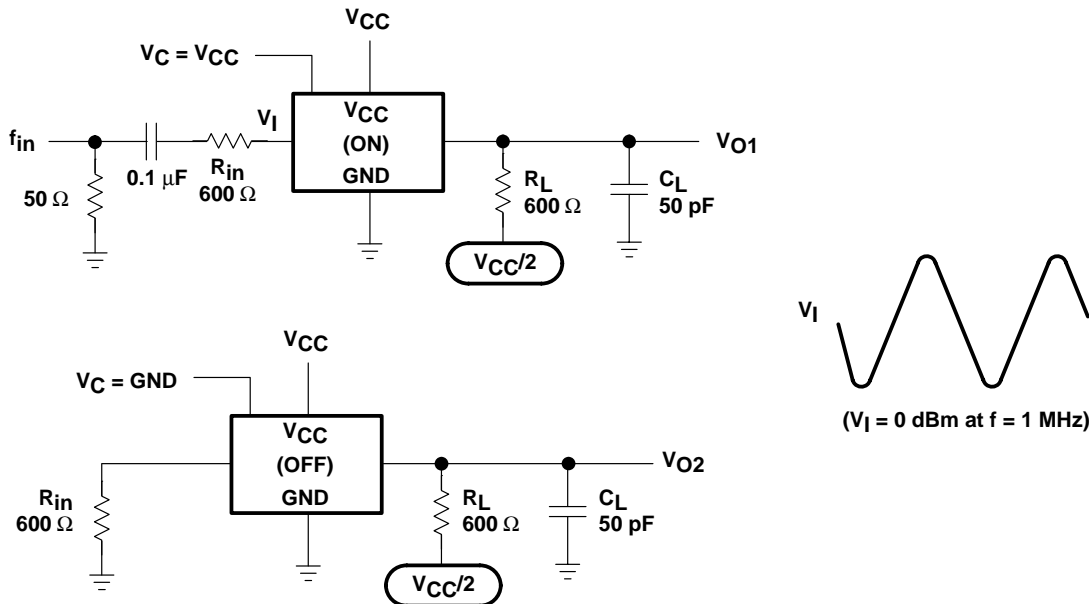 VCC
VC = VCC
VI
VCC
(ON)
GND
fin
50 Ω
0.1 μF
Rin
600 Ω
RL
600 Ω
CL
50 pF
VO1
VCC/2
VI
(VI = 0 dBm at f = 1 MHz)
VCC
VC = GND
VCC
(OFF)
GND
Rin
600 Ω
RL
600 Ω
CL
50 pF
VO2
VCC/2